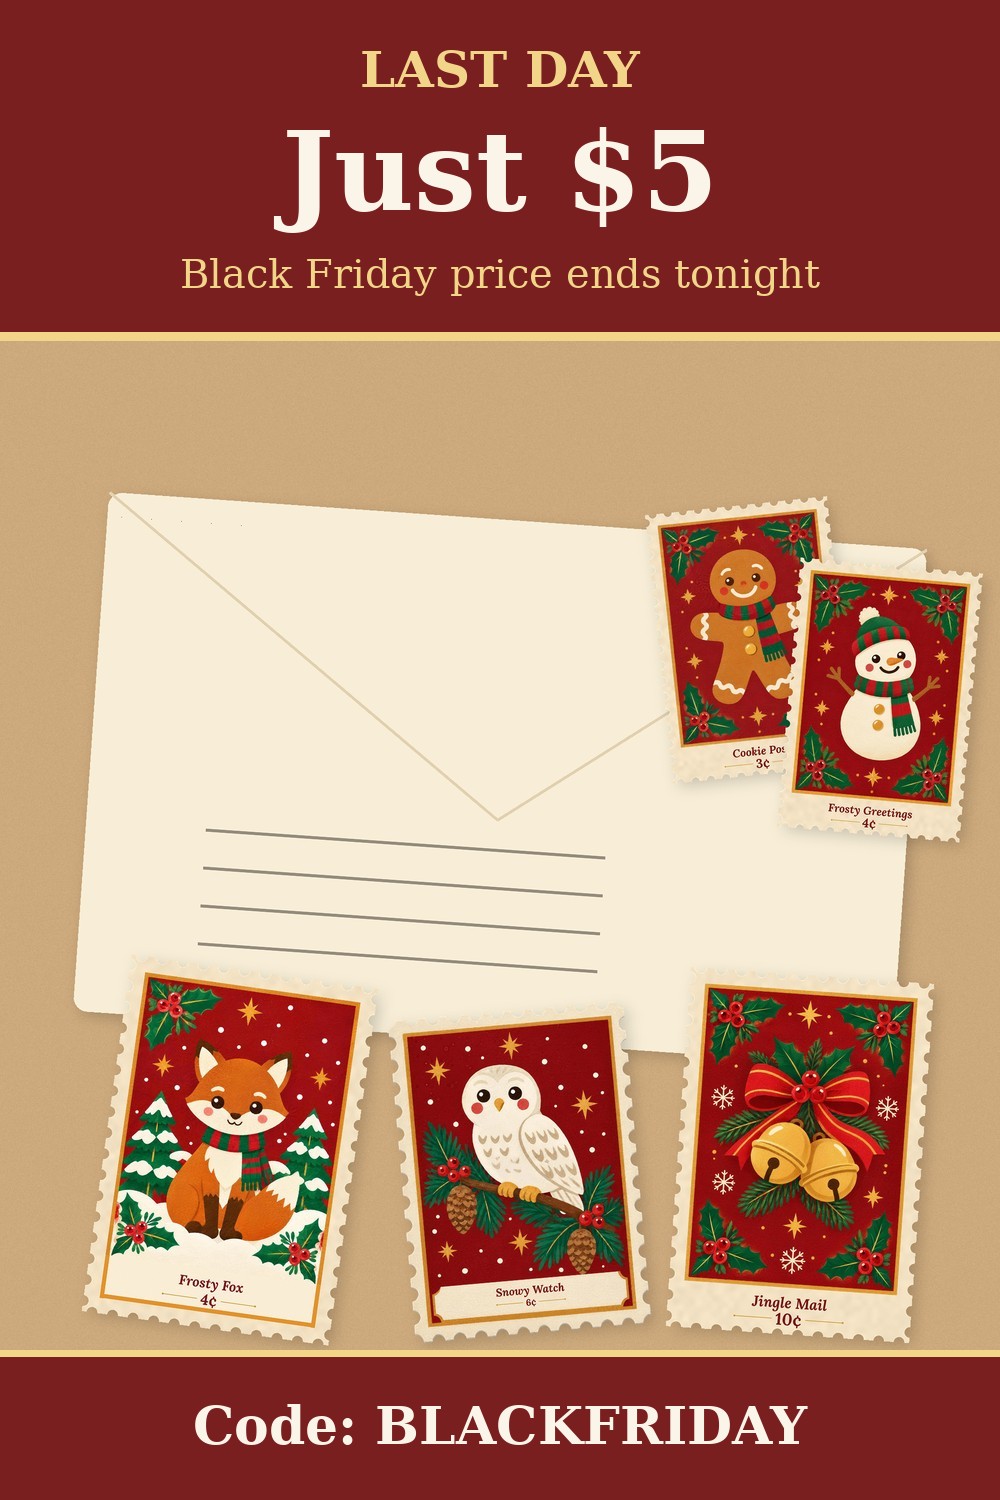 LAST DAY
Just $5
Black Friday price ends tonight
Cookie
3¢
Frosty Greetings
4¢
Frosty Fox
4¢
Snowy Watch
6¢
Jingle Mail
10¢
Code: BLACKFRIDAY